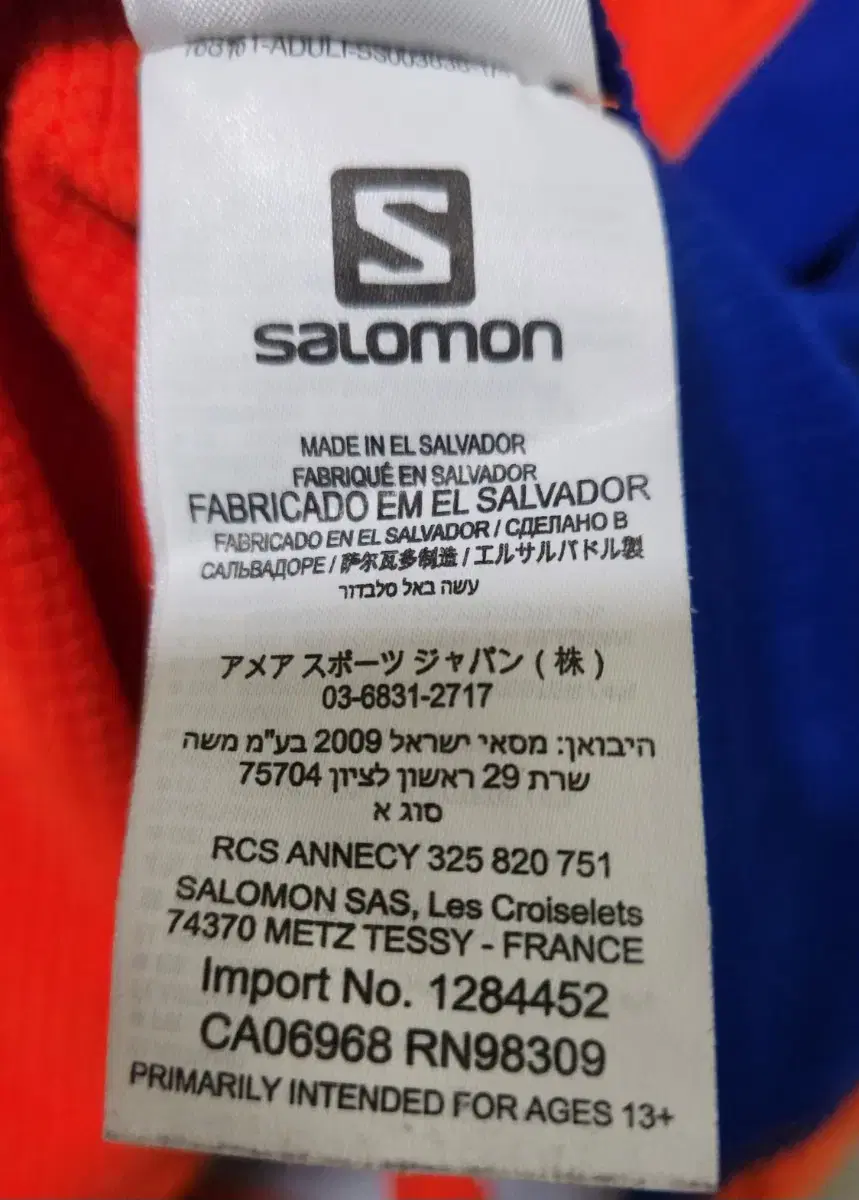 S
salomon
MADE IN EL SALVADOR
FABRIQUÉ EN SALVADOR
FABRICADO EM EL SALVADOR
FABRICADO EN EL SALVADOR / СДЕЛАНО В
САЛЬВАДОРЕ / 萨尔瓦多制造 / エルサルバドル製
עשה באל סלבדור
アメア スポーツ ジャパン ( 株 )
03-6831-2717
היבואן: מסאי ישראל 2009 בע"מ משה
שרת 29 ראשון לציון 75704
סוג א
RCS ANNECY 325 820 751
SALOMON SAS, Les Croiselets
74370 METZ TESSY - FRANCE
Import No. 1284452
CA06968 RN98309
PRIMARILY INTENDED FOR AGES 13+